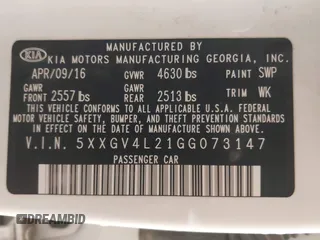 MANUFACTURED BY
KIA KIA MOTORS MANUFACTURING GEORGIA, INC.
APR/09/16 GVWR 4630 lbs PAINT SWP
GAWR FRONT 2557 lbs GAWR REAR 2513 lbs TRIM WK
THIS VEHICLE CONFORMS TO ALL APPLICABLE
U.S. FEDERAL MOTOR VEHICLE SAFETY,
BUMPER, AND THEFT PREVENTION STANDARDS IN
EFFECT ON THE DATE OF MANUFACTURE SHOWN ABOVE.
V.I.N. 5XXGV4L21GG073147
PASSENGER CAR
DREAMBID